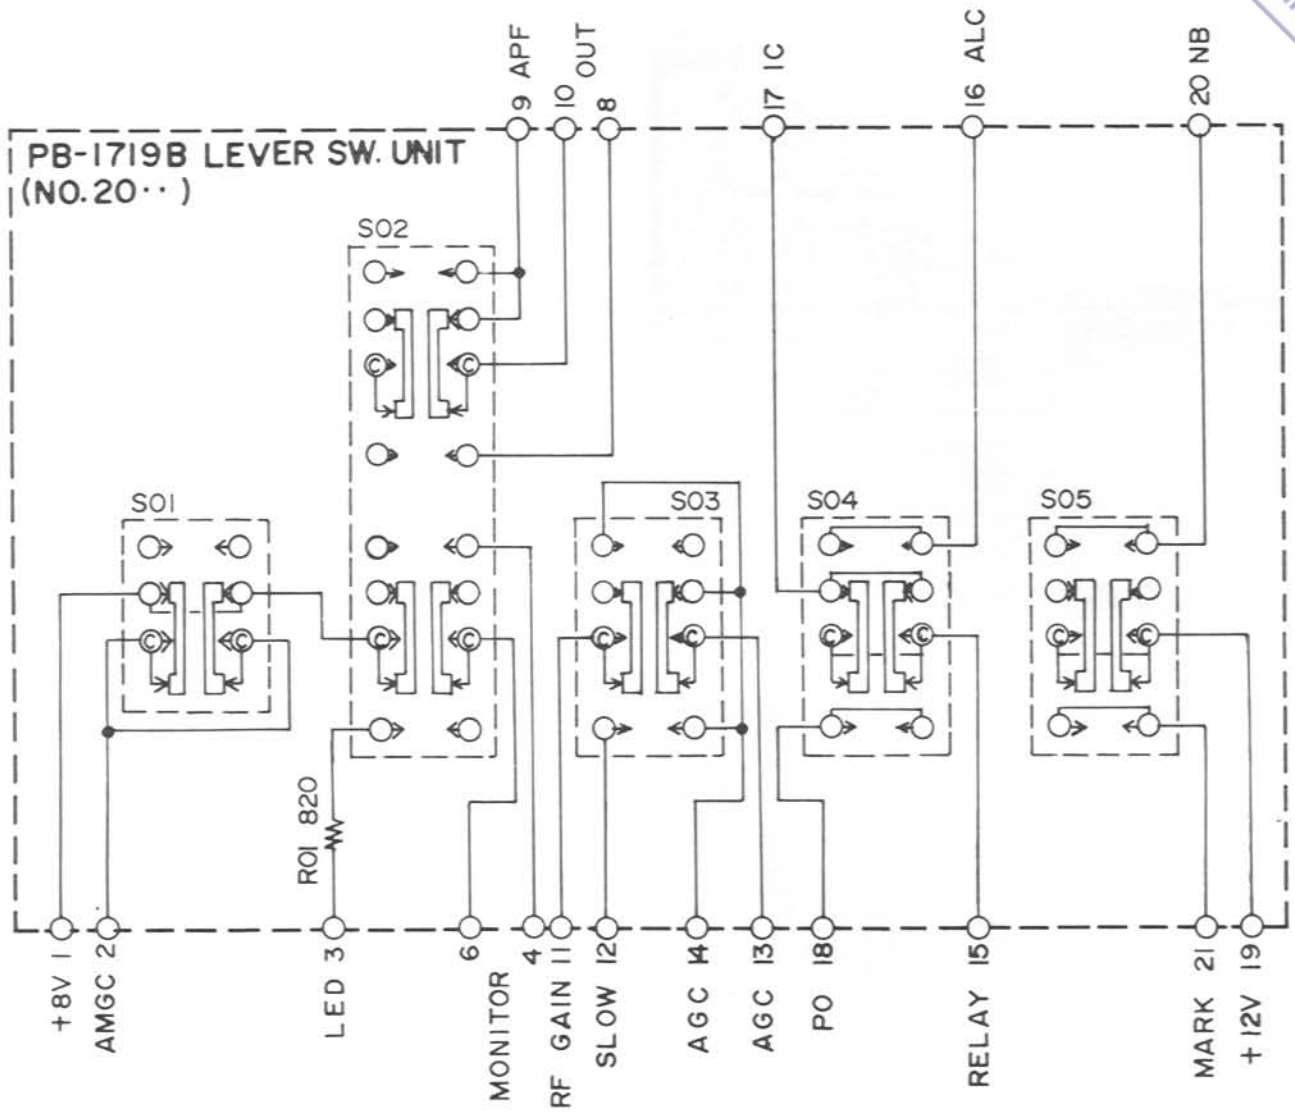 9 APF
10
OUT
8
17 IC
16 ALC
20 NB
PB-1719B LEVER SW. UNIT
(NO.20··)
S02
S01
S03
S04
S05
C C
C C
C C
C C
C C
C C
R01 820
+8V 1
AMGC 2
LED 3
6
MONITOR
4
RF GAIN 11
SLOW 12
AGC 14
AGC 13
PO 18
RELAY 15
MARK 21
+12V 19